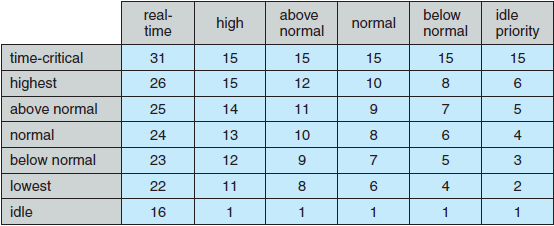 real-time high above normal normal below normal idle priority
time-critical 31 15 15 15 15 15
highest 26 15 12 10 8 6
above normal 25 14 11 9 7 5
normal 24 13 10 8 6 4
below normal 23 12 9 7 5 3
lowest 22 11 8 6 4 2
idle 16 1 1 1 1 1